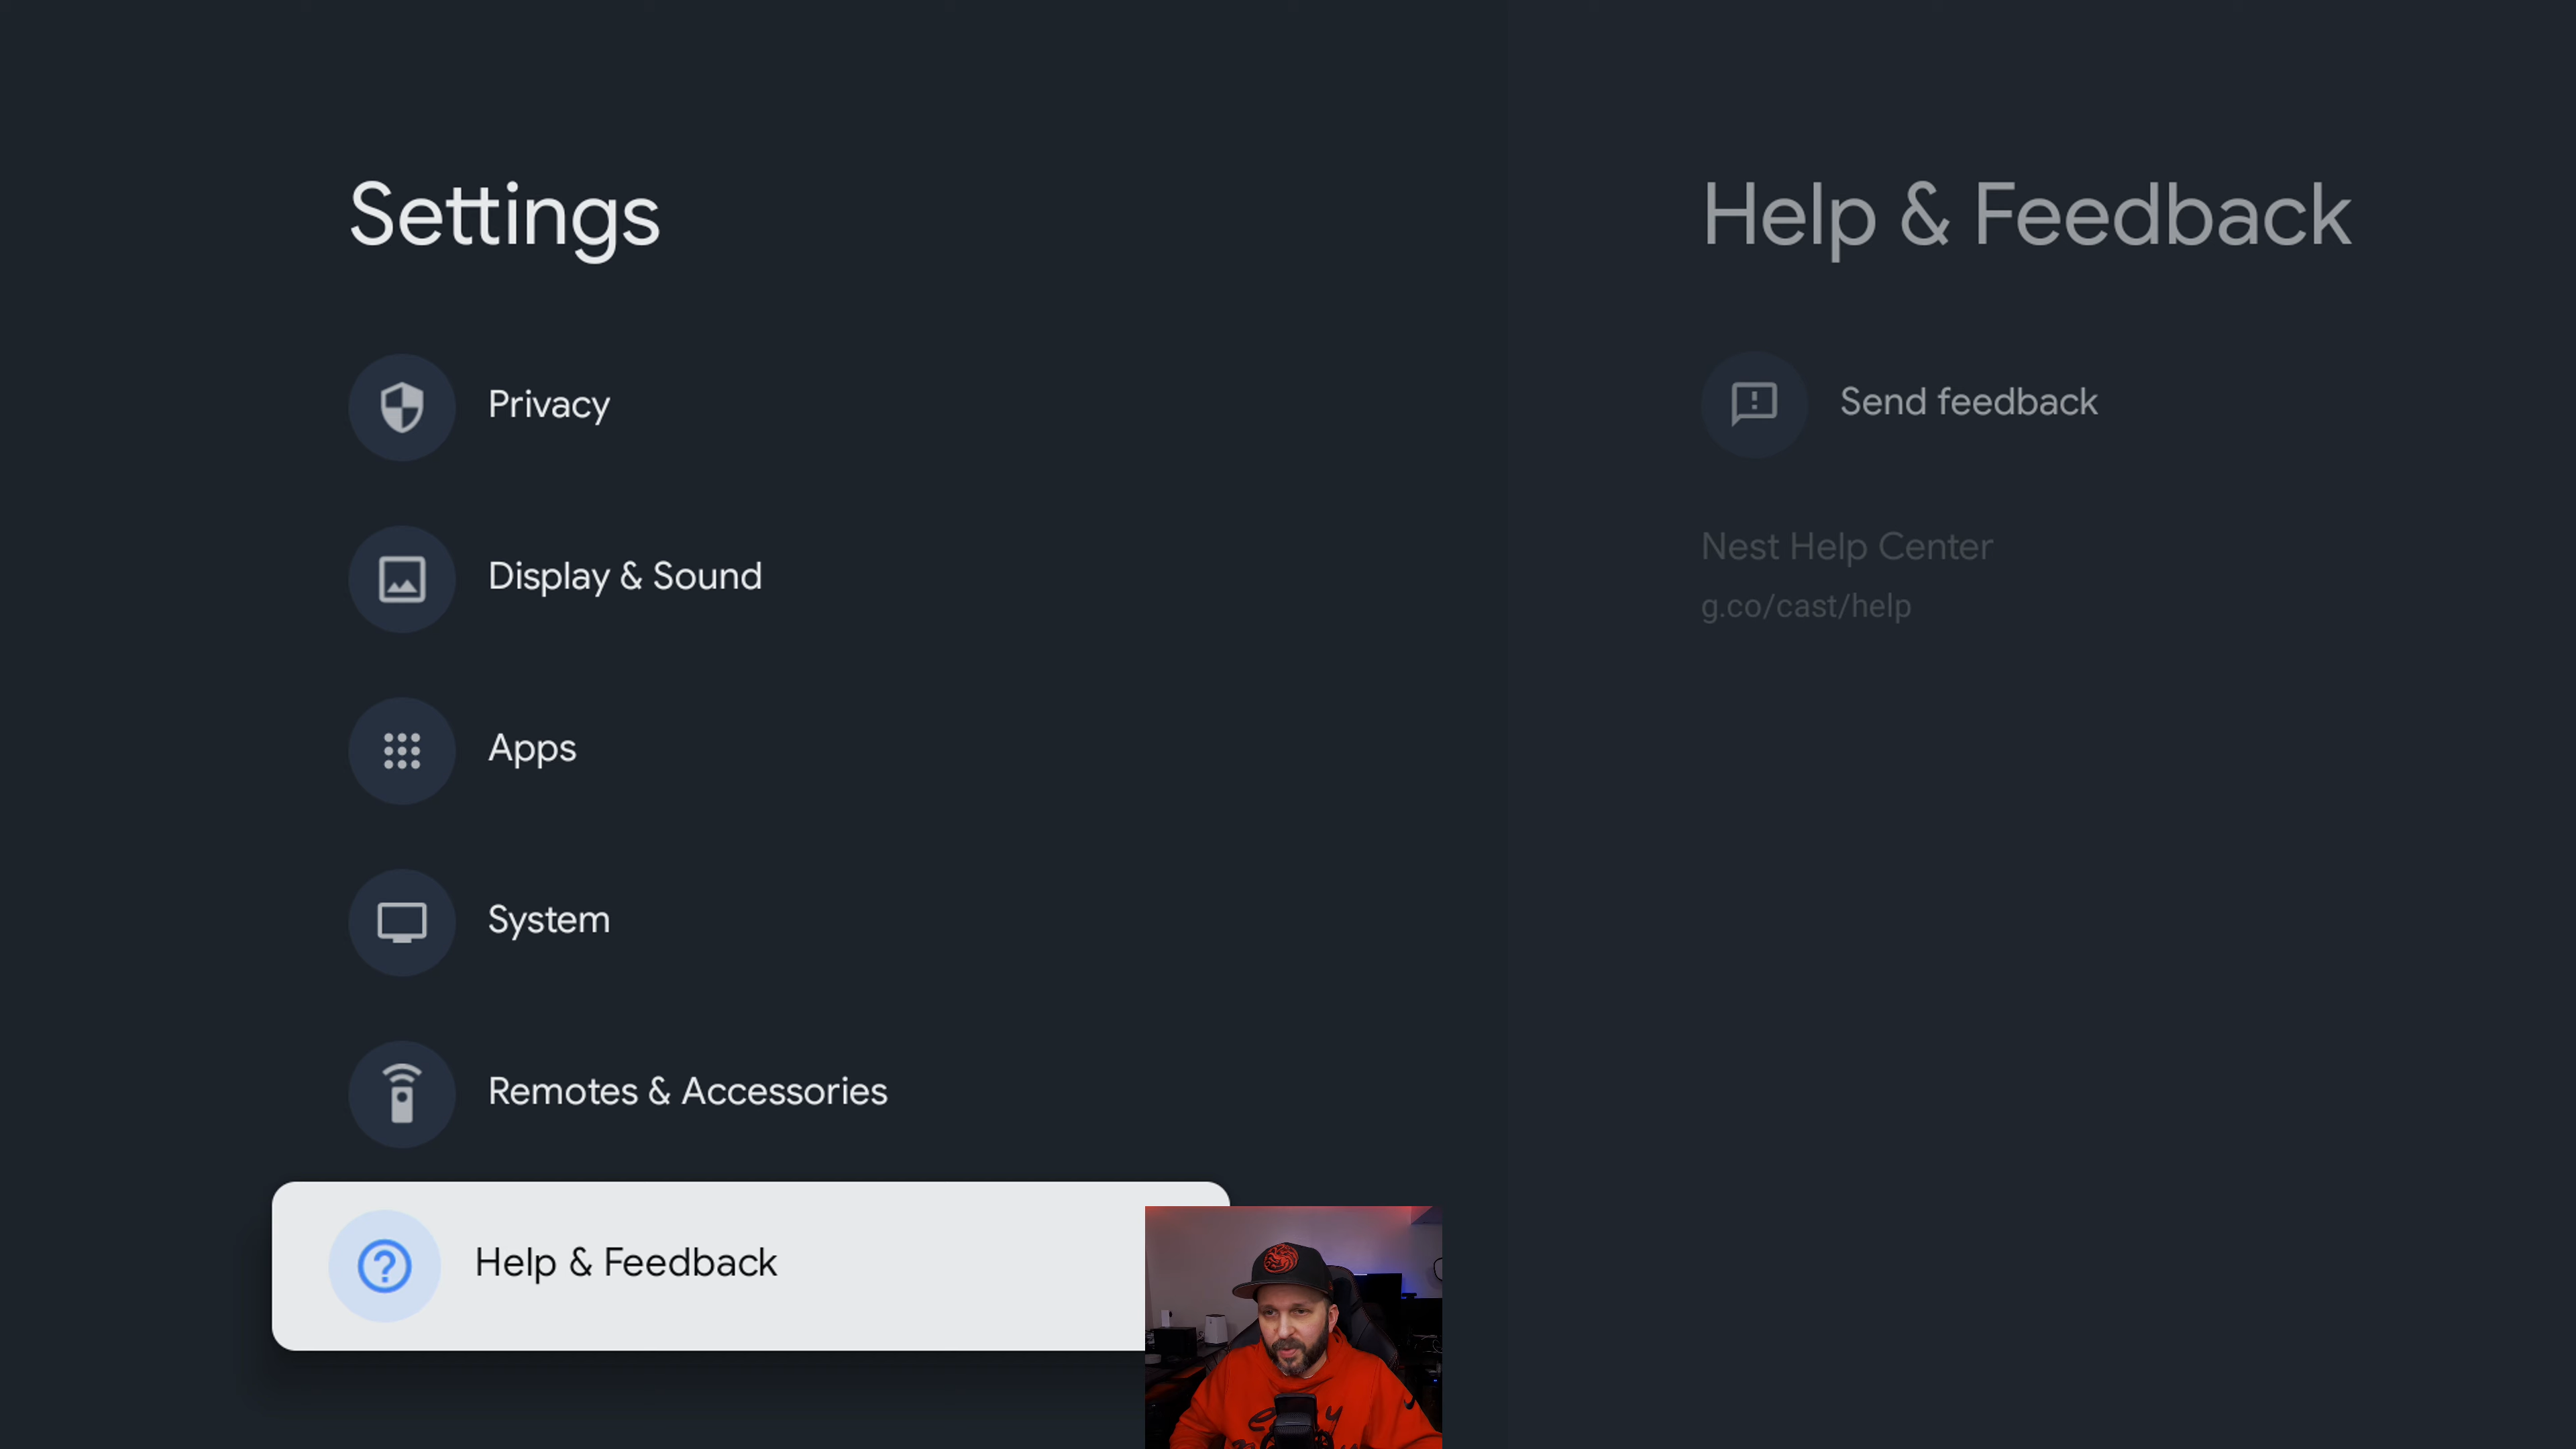 Settings
Privacy
Display & Sound
Apps
System
Remotes & Accessories
Help & Feedback
Help & Feedback
Send feedback
Nest Help Center
g.co/cast/help